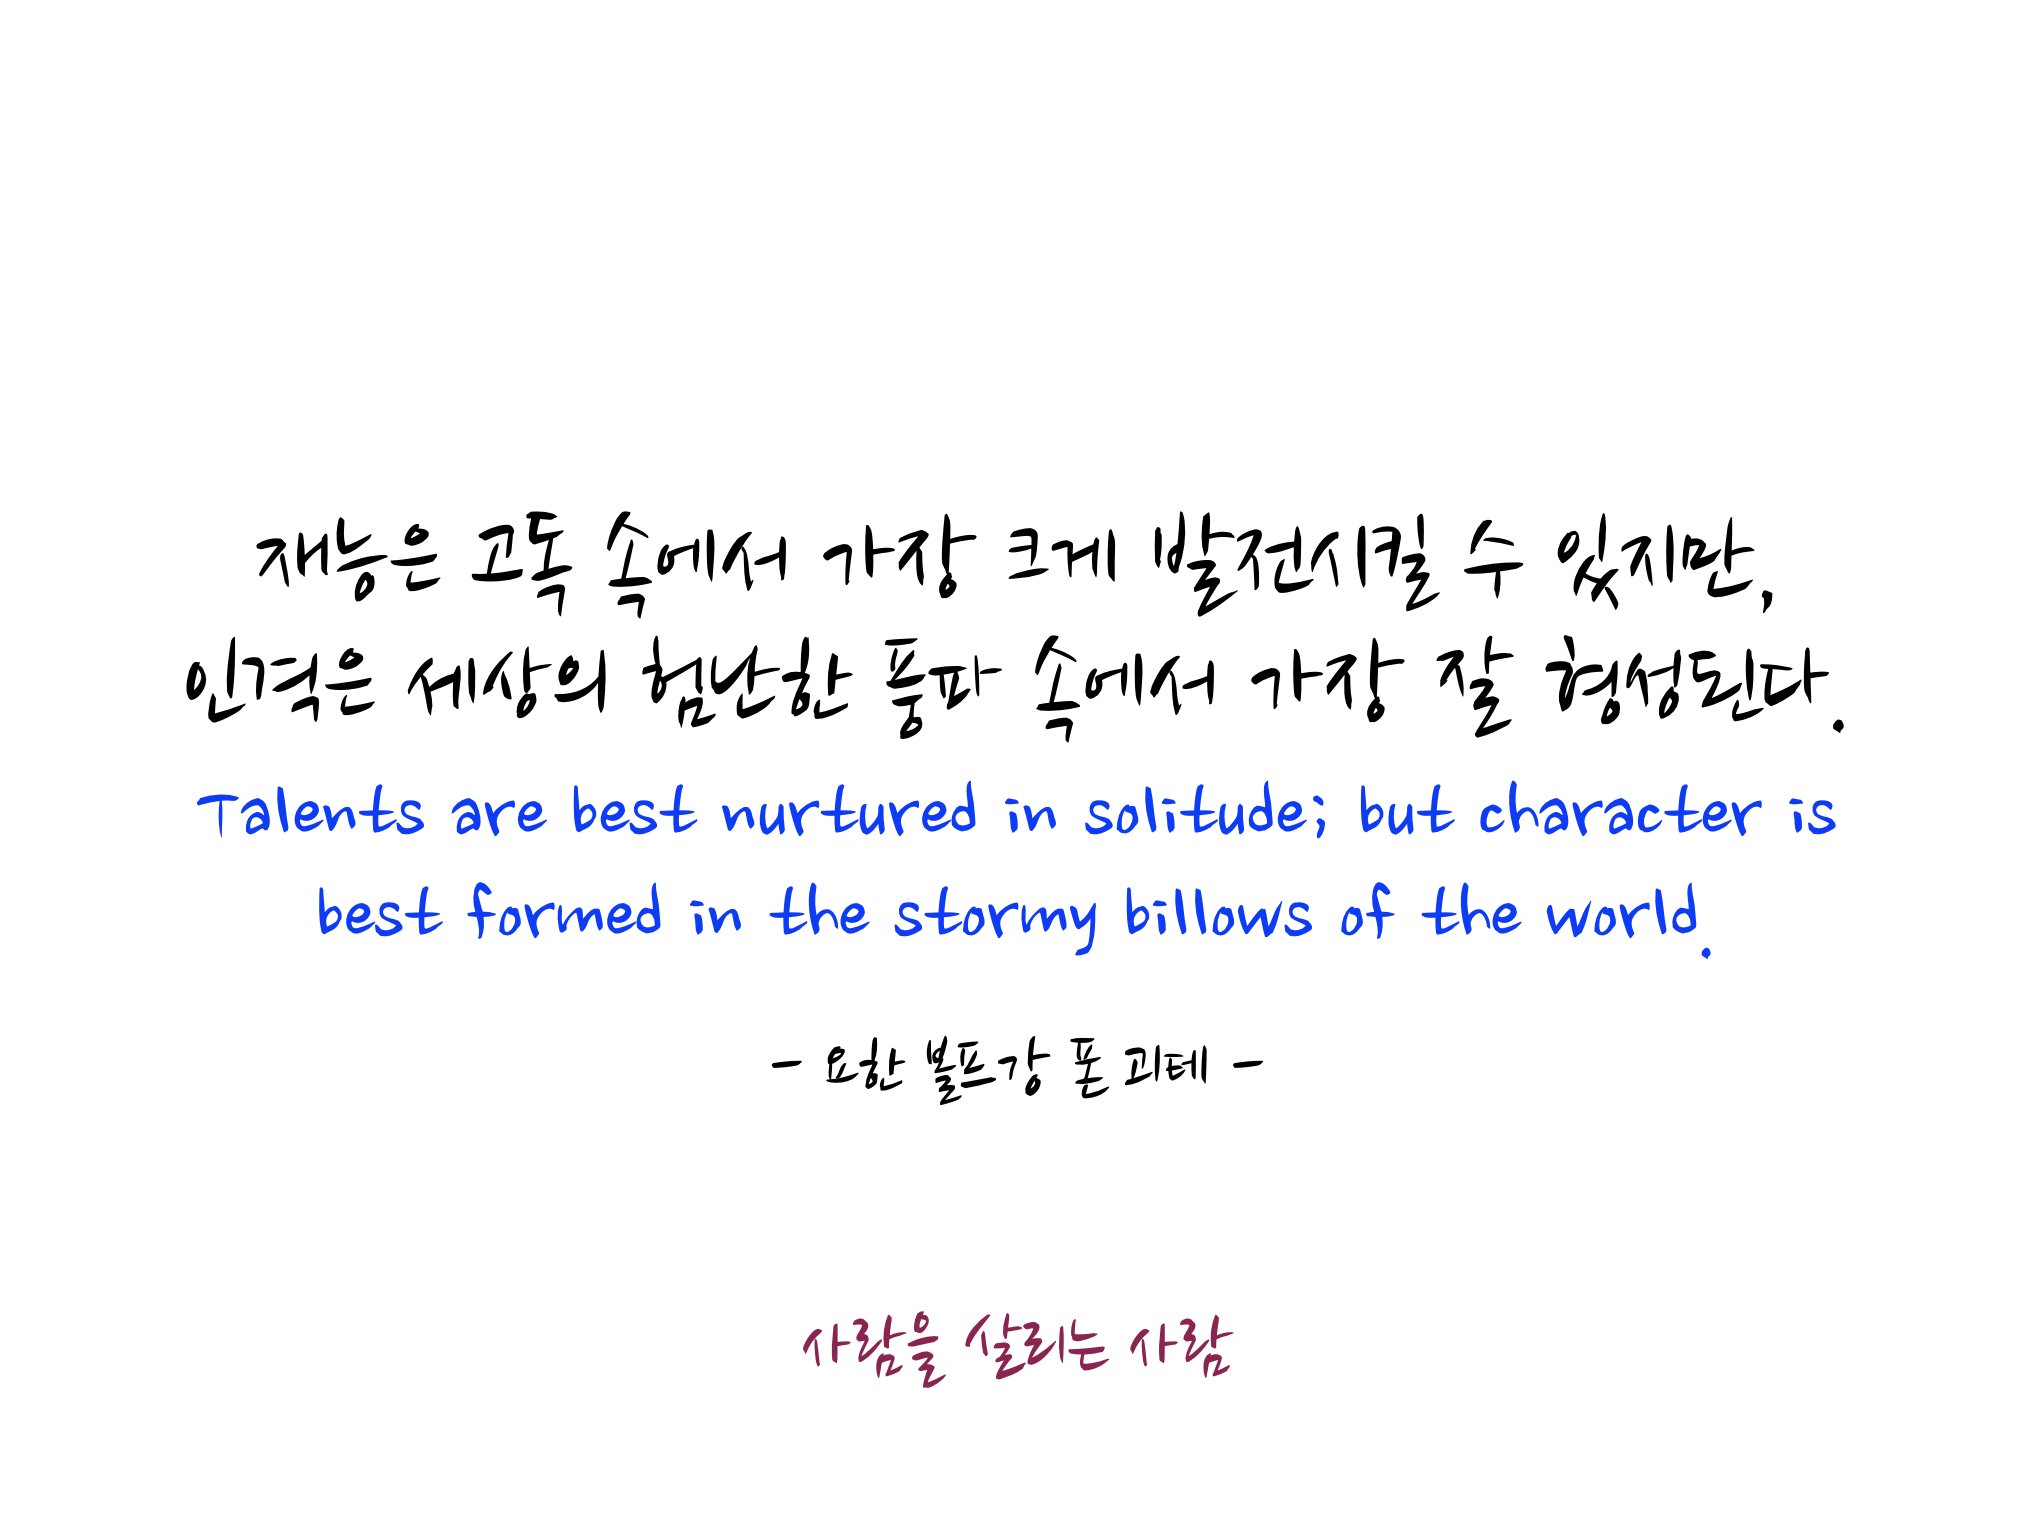 재능은 고독 속에서 가장 크게 발전시킬 수 있지만,
인격은 세상의 험난한 풍파 속에서 가장 잘 형성된다.
Talents are best nurtured in solitude; but character is
best formed in the stormy billows of the world.
- 요한 볼프강 폰 괴테 -
사람을 살리는 사람